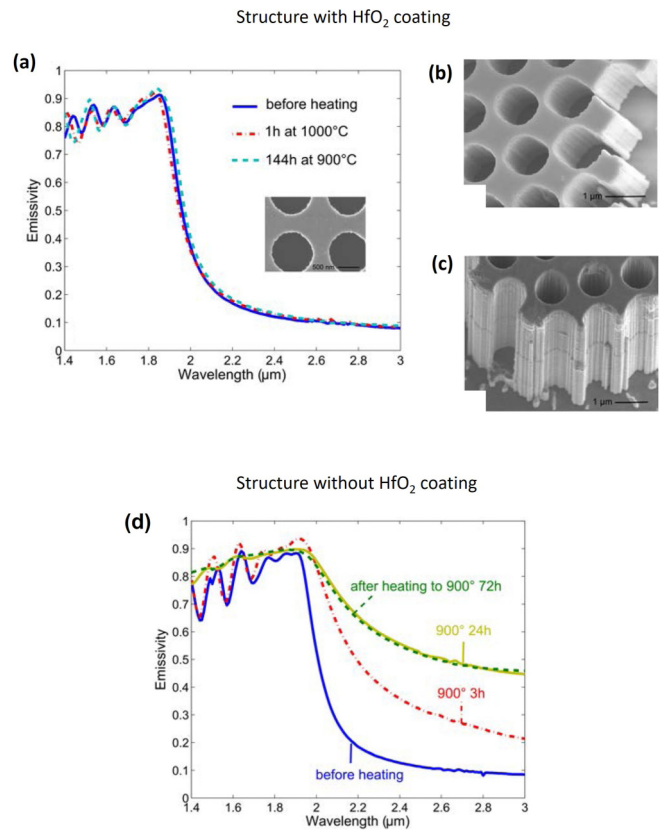 Structure with HfO₂ coating
(a)
1
0.9
0.8
0.7
0.6
0.5
0.4
0.3
0.2
0.1
0
Emissivity
before heating
1h at 1000°C
144h at 900°C
500 nm
1.4 1.6 1.8 2 2.2 2.4 2.6 2.8 3
Wavelength (µm)
(b)
1 µm
(c)
1 µm
Structure without HfO₂ coating
(d)
1
0.9
0.8
0.7
0.6
0.5
0.4
0.3
0.2
0.1
0
Emissivity
after heating to 900° 72h
900° 24h
900° 3h
before heating
1.4 1.6 1.8 2 2.2 2.4 2.6 2.8 3
Wavelength (µm)